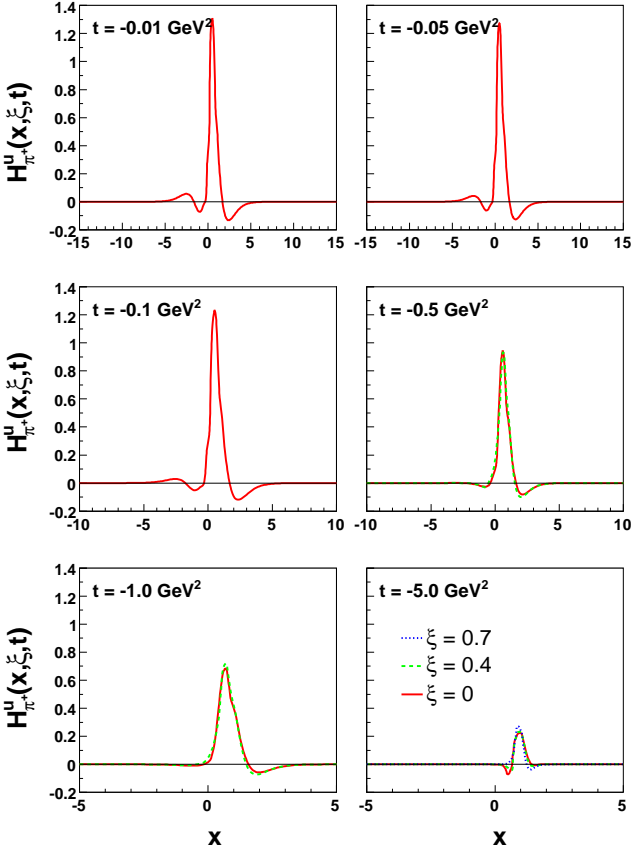 t = -0.01 GeV²
t = -0.05 GeV²
H^u_π⁺(x,ξ,t)
1.4
1.2
1
0.8
0.6
0.4
0.2
0
-0.2
-15 -10 -5 0 5 10 15
-15 -10 -5 0 5 10 15
t = -0.1 GeV²
t = -0.5 GeV²
H^u_π⁺(x,ξ,t)
1.4
1.2
1
0.8
0.6
0.4
0.2
0
-0.2
-10 -5 0 5 10
-10 -5 0 5 10
t = -1.0 GeV²
t = -5.0 GeV²
H^u_π⁺(x,ξ,t)
1.4
1.2
1
0.8
0.6
0.4
0.2
0
-0.2
ξ = 0.7
ξ = 0.4
ξ = 0
-5 0 5
-5 0 5
x
x